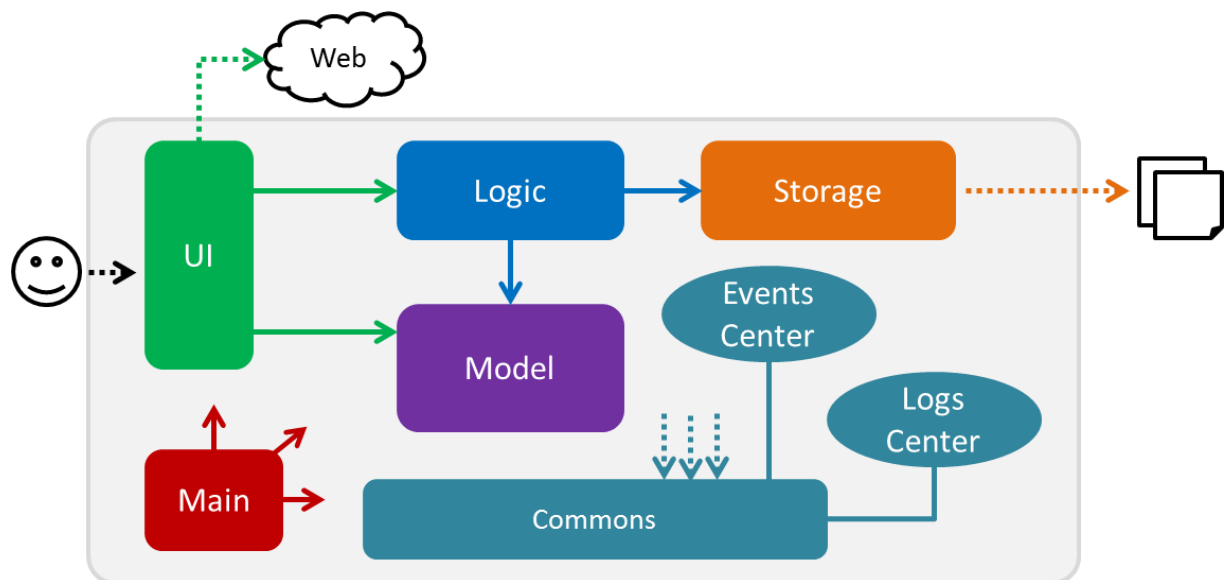 Web
UI
Logic
Storage
Events
Center
Model
Logs
Center
Main
Commons